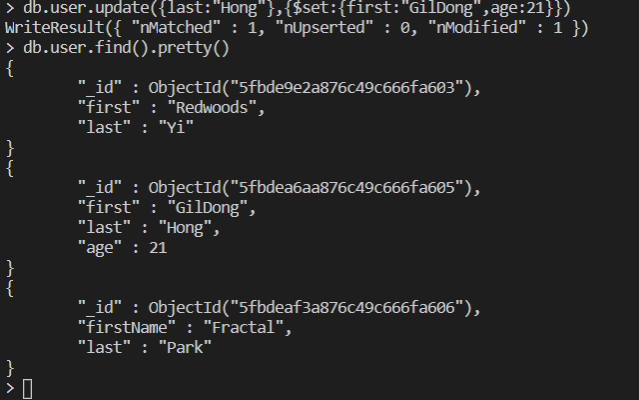 > db.user.update({last:"Hong"},{$set:{first:"GilDong",age:21}})
WriteResult({ "nMatched" : 1, "nUpserted" : 0, "nModified" : 1 })
> db.user.find().pretty()
{
        "_id" : ObjectId("5fbde9e2a876c49c666fa603"),
        "first" : "Redwoods",
        "last" : "Yi"
}
{
        "_id" : ObjectId("5fbdea6aa876c49c666fa605"),
        "first" : "GilDong",
        "last" : "Hong",
        "age" : 21
}
{
        "_id" : ObjectId("5fbdeaf3a876c49c666fa606"),
        "firstName" : "Fractal",
        "last" : "Park"
}
>